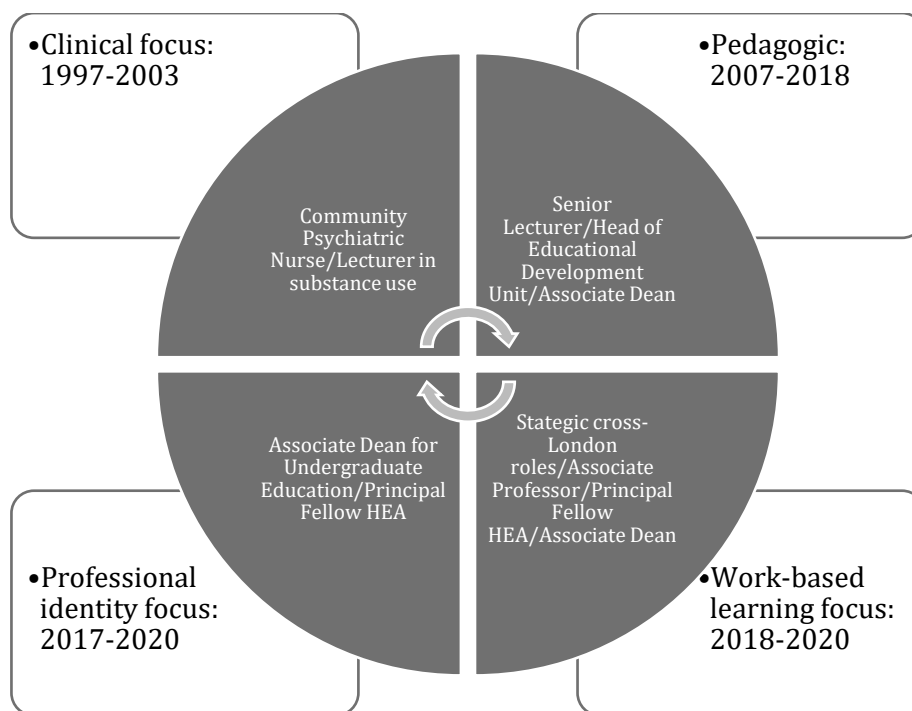 •Clinical focus:
1997-2003
•Pedagogic:
2007-2018
Community
Psychiatric
Nurse/Lecturer in
substance use
Senior
Lecturer/Head of
Educational
Development
Unit/Associate Dean
Associate Dean for
Undergraduate
Education/Principal
Fellow HEA
Stategic cross-
London
roles/Associate
Professor/Principal
Fellow
HEA/Associate Dean
•Professional
identity focus:
2017-2020
•Work-based
learning focus:
2018-2020